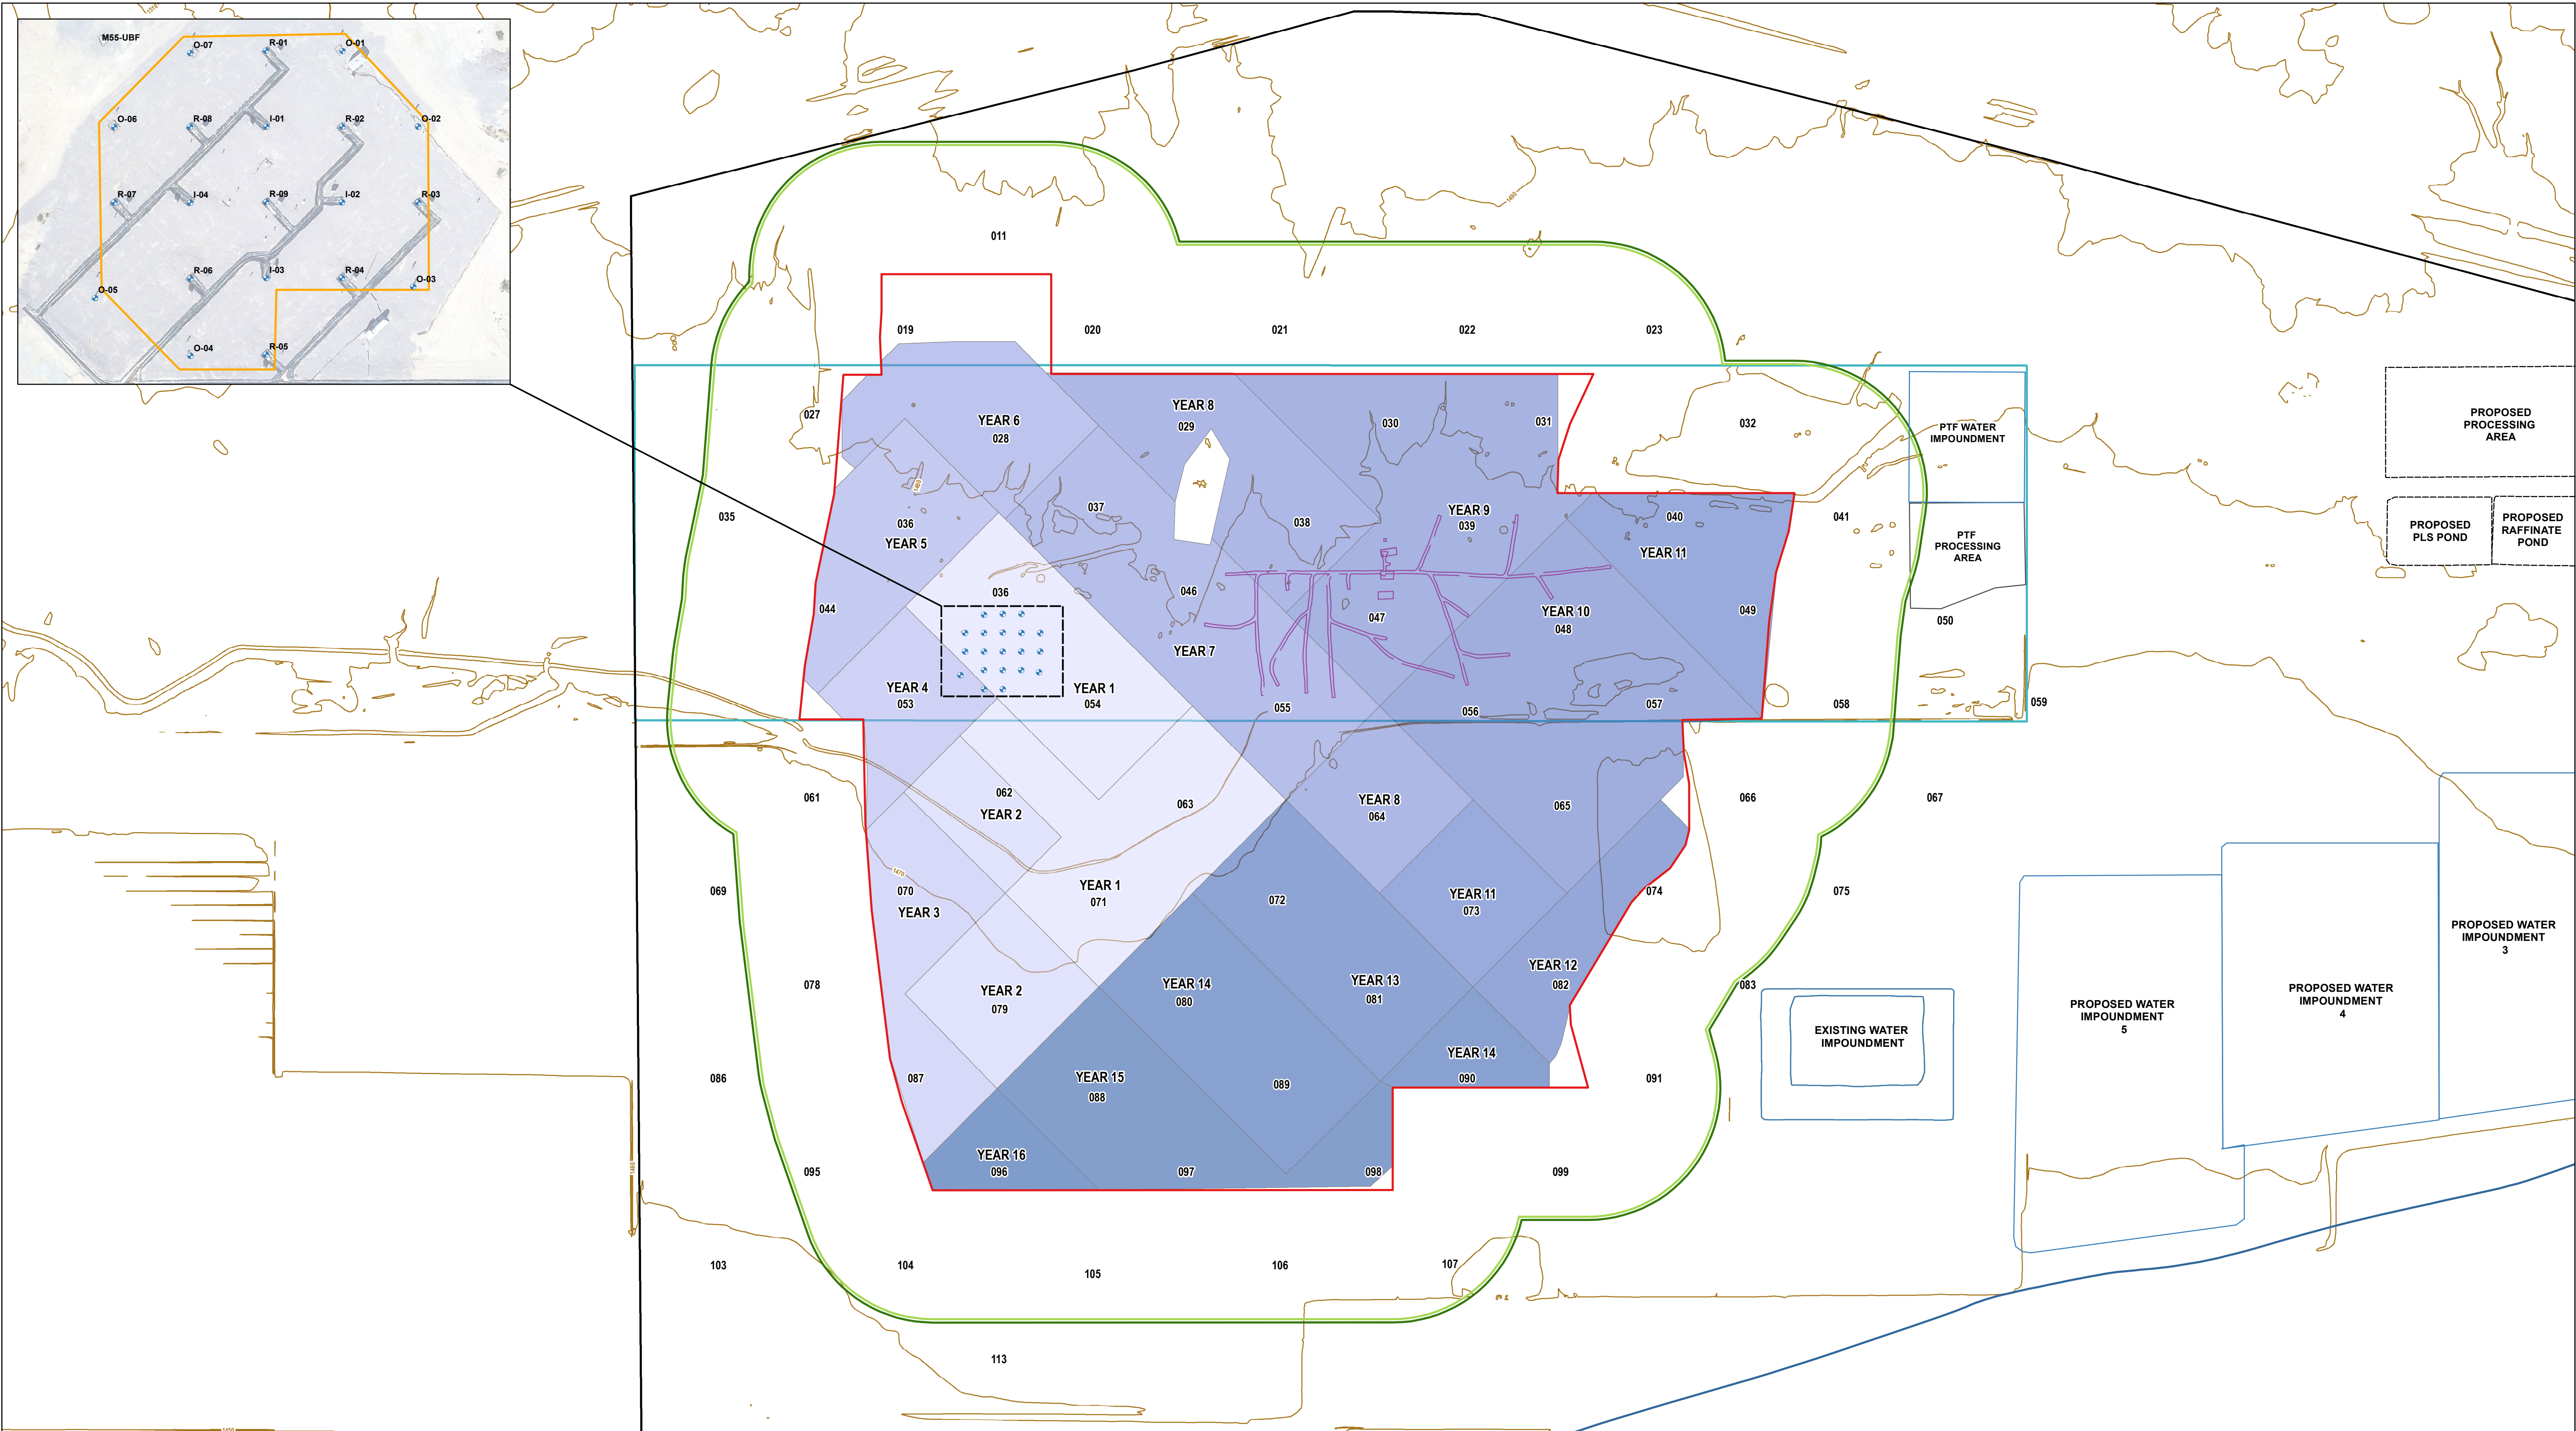 M55-UBF
O-07
R-01
O-01
O-06
R-08
I-01
R-02
O-02
R-07
I-04
R-09
I-02
R-03
R-06
I-03
R-04
O-03
O-05
O-04
R-05
1510
1490
011
019
020
021
022
023
027
YEAR 6
028
YEAR 8
029
030
031
032
PTF WATER
IMPOUNDMENT
PROPOSED
PROCESSING
AREA
1480
035
036
YEAR 5
037
038
YEAR 9
039
040
YEAR 11
041
PTF
PROCESSING
AREA
PROPOSED
PLS POND
PROPOSED
RAFFINATE
POND
044
036
046
047
YEAR 10
048
049
050
YEAR 7
YEAR 4
053
YEAR 1
054
055
056
057
058
059
061
062
YEAR 2
063
YEAR 8
064
065
066
067
1470
069
070
YEAR 3
YEAR 1
071
072
YEAR 11
073
074
075
PROPOSED WATER
IMPOUNDMENT
3
078
YEAR 2
079
YEAR 14
080
YEAR 13
081
YEAR 12
082
083
PROPOSED WATER
IMPOUNDMENT
4
PROPOSED WATER
IMPOUNDMENT
5
EXISTING WATER
IMPOUNDMENT
086
087
YEAR 15
088
089
YEAR 14
090
091
1460
095
YEAR 16
096
097
098
099
103
104
105
106
107
113
1450